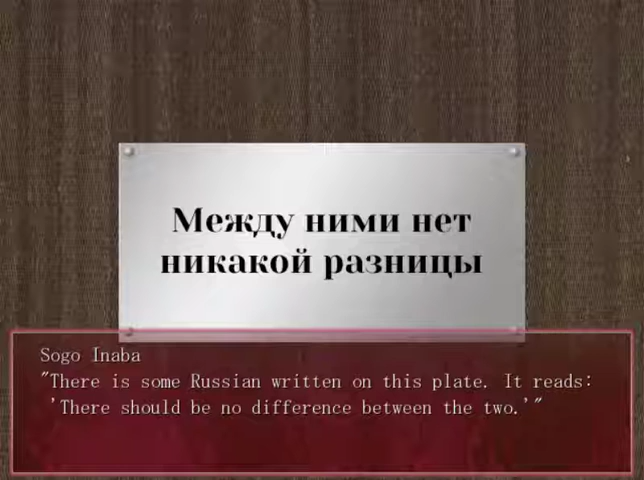 Между ними нет
никакой разницы
Sogo Inaba
"There is some Russian written on this plate. It reads:
'There should be no difference between the two.'"